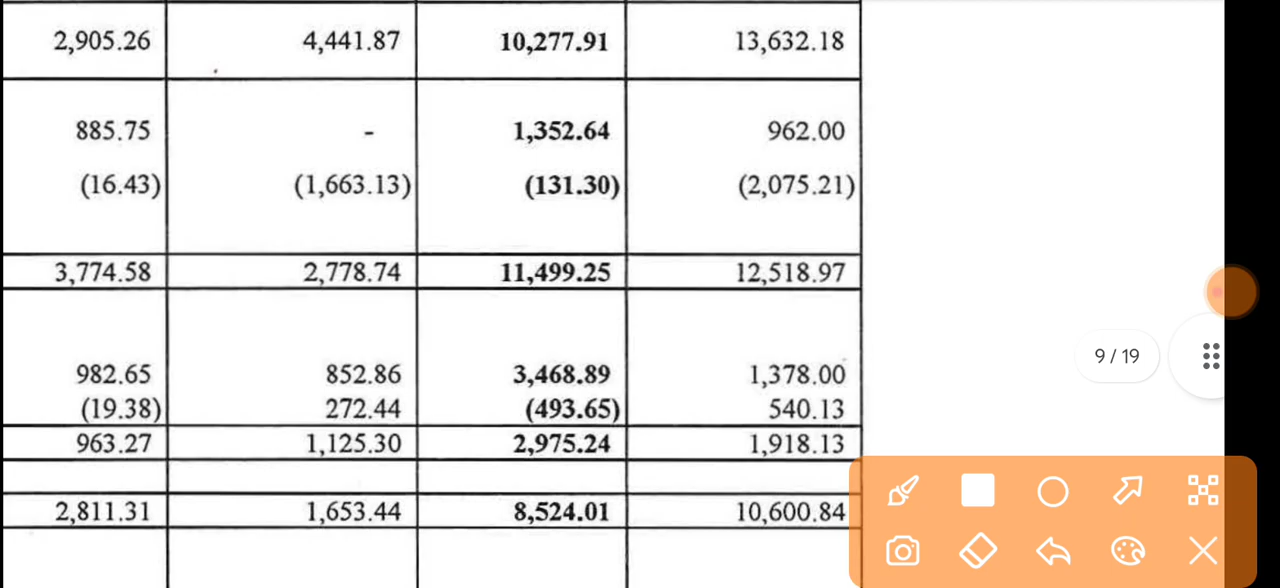 2,905.26 4,441.87 10,277.91 13,632.18
885.75 - 1,352.64 962.00
(16.43) (1,663.13) (131.30) (2,075.21)
3,774.58 2,778.74 11,499.25 12,518.97
9 / 19
982.65 852.86 3,468.89 1,378.00
(19.38) 272.44 (493.65) 540.13
963.27 1,125.30 2,975.24 1,918.13
2,811.31 1,653.44 8,524.01 10,600.84